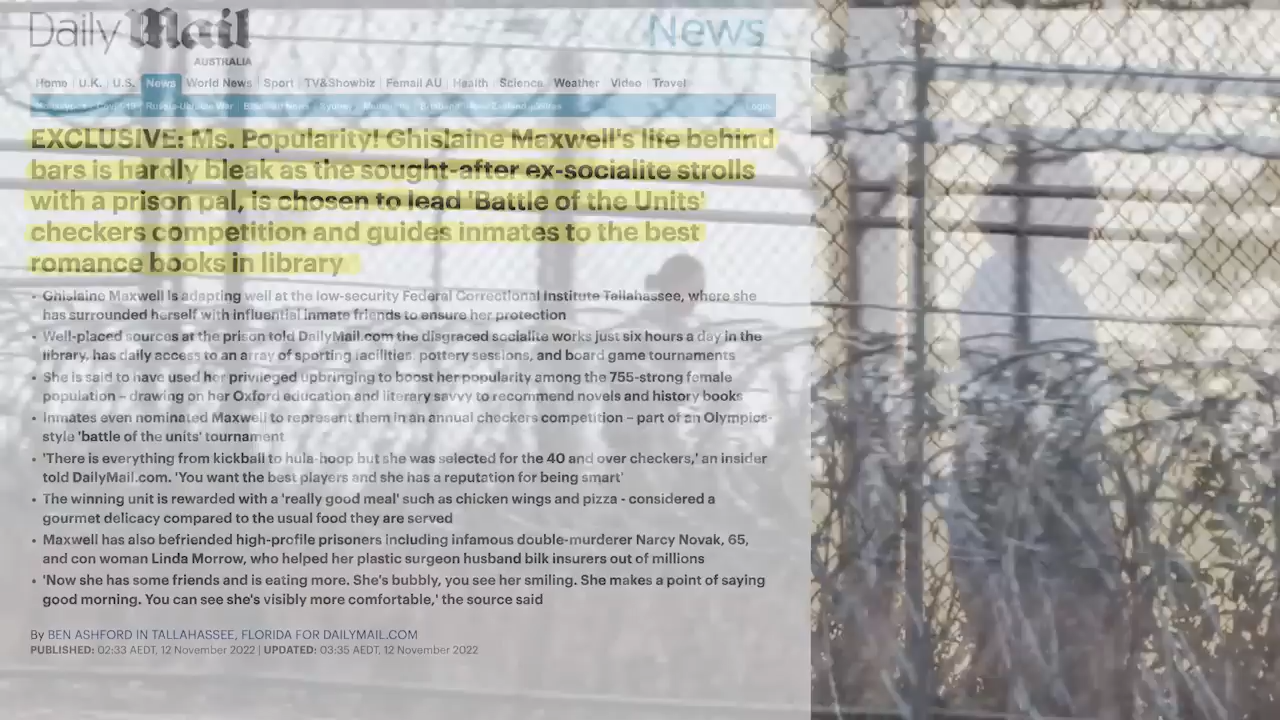 Daily Mail
AUSTRALIA
News
Home U.K. U.S. News World News Sport TV&Showbiz Femail AU Health Science Weather Video Travel
Covid-19 Russia-Ukraine War Sydney Login
EXCLUSIVE: Ms. Popularity! Ghislaine Maxwell's life behind
bars is hardly bleak as the sought-after ex-socialite strolls
with a prison pal, is chosen to lead 'Battle of the Units'
checkers competition and guides inmates to the best
romance books in library
• Ghislaine Maxwell is adapting well at the low-security Federal Correctional Institute Tallahassee, where she
has surrounded herself with influential inmate friends to ensure her protection
• Well-placed sources at the prison told DailyMail.com the disgraced socialite works just six hours a day in the
library, has daily access to an array of sporting facilities, pottery sessions, and board game tournaments
• She is said to have used her privileged upbringing to boost her popularity among the 755-strong female
population – drawing on her Oxford education and literary savvy to recommend novels and history books
• Inmates even nominated Maxwell to represent them in an annual checkers competition – part of an Olympics-
style 'battle of the units' tournament
• 'There is everything from kickball to hula-hoop but she was selected for the 40 and over checkers,' an insider
told DailyMail.com. 'You want the best players and she has a reputation for being smart'
• The winning unit is rewarded with a 'really good meal' such as chicken wings and pizza - considered a
gourmet delicacy compared to the usual food they are served
• Maxwell has also befriended high-profile prisoners including infamous double-murderer Narcy Novak, 65,
and con woman Linda Morrow, who helped her plastic surgeon husband bilk insurers out of millions
• 'Now she has some friends and is eating more. She's bubbly, you see her smiling. She makes a point of saying
good morning. You can see she's visibly more comfortable,' the source said
By BEN ASHFORD IN TALLAHASSEE, FLORIDA FOR DAILYMAIL.COM
PUBLISHED: 02:33 AEDT, 12 November 2022 | UPDATED: 03:35 AEDT, 12 November 2022